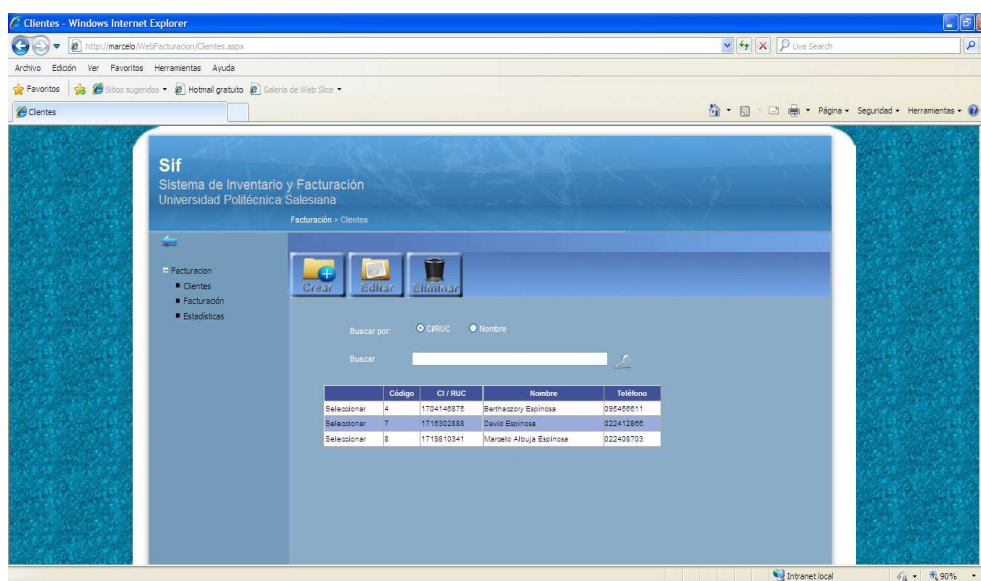 Clientes - Windows Internet Explorer
http://marcelo/WebFacturacion/Clientes.aspx
Live Search
Archivo Edición Ver Favoritos Herramientas Ayuda
Favoritos Sitios sugeridos Hotmail gratuito Galería de Web Slice
Clientes Página Seguridad Herramientas
Sif
Sistema de Inventario y Facturación
Universidad Politécnica Salesiana
Facturación > Clientes
Facturacion
Clientes
Facturación
Estadísticas
Crear Editar Eliminar
Buscar por: CI/RUC Nombre
Buscar
Código CI / RUC Nombre Teléfono
Seleccionar 4 1704146875 Berthaczory Espinosa 095456611
Seleccionar 7 1716302888 David Espinosa 022412866
Seleccionar 8 1719810341 Marcelo Albuja Espinosa 022408703
Intranet local 90%